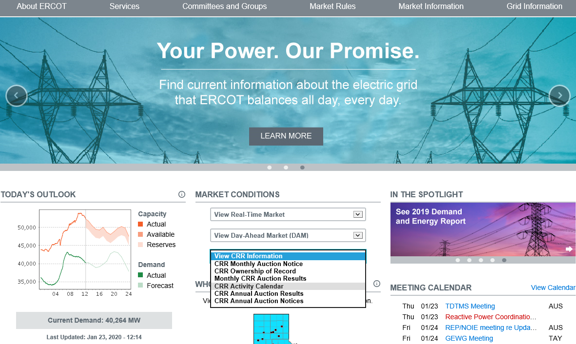 About ERCOT
Services
Committees and Groups
Market Rules
Market Information
Grid Information
Your Power. Our Promise.
Find current information about the electric grid
that ERCOT balances all day, every day.
LEARN MORE
TODAY'S OUTLOOK
Capacity
Actual
Available
Reserves
Demand
Actual
Forecast
50,000
45,000
40,000
35,000
04 08 12 16 20 24
Current Demand: 40,264 MW
Last Updated: Jan 23, 2020 - 12:14
MARKET CONDITIONS
View Real-Time Market
View Day-Ahead Market (DAM)
View CRR Information
CRR Monthly Auction Notice
CRR Ownership of Record
Monthly CRR Auction Results
CRR Activity Calendar
CRR Annual Auction Results
CRR Annual Auction Notices
IN THE SPOTLIGHT
See 2019 Demand
and Energy Report
MEETING CALENDAR
View Calendar
Thu 01/23 TDTMS Meeting AUS
Thu 01/23 Reactive Power Coordinatio...
Fri 01/24 REP/NOIE meeting re Upda... AUS
Fri 01/24 GEWG Meeting TAY